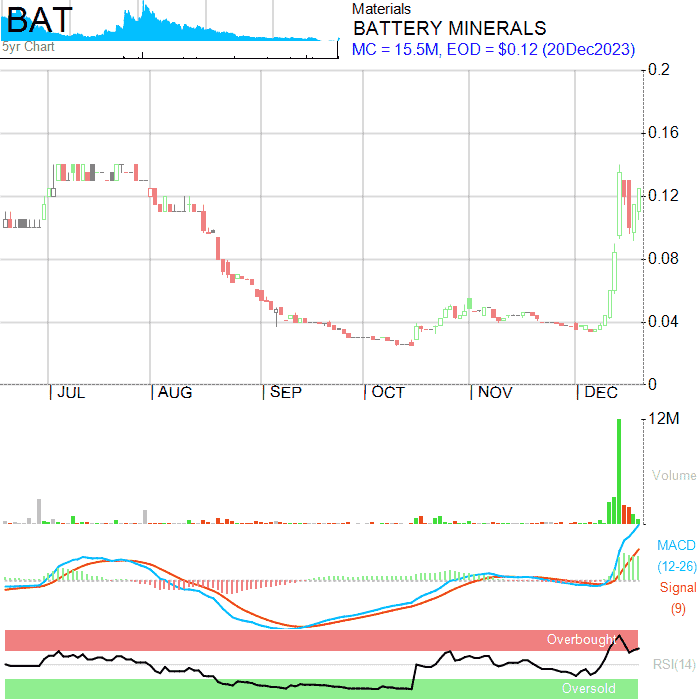 BAT
5yr Chart
Materials
BATTERY MINERALS
MC = 15.5M, EOD = $0.12 (20Dec2023)
0.2
0.16
0.12
0.08
0.04
0
JUL
AUG
SEP
OCT
NOV
DEC
12M
Volume
MACD
(12-26)
Signal
(9)
Overbought
RSI(14)
Oversold